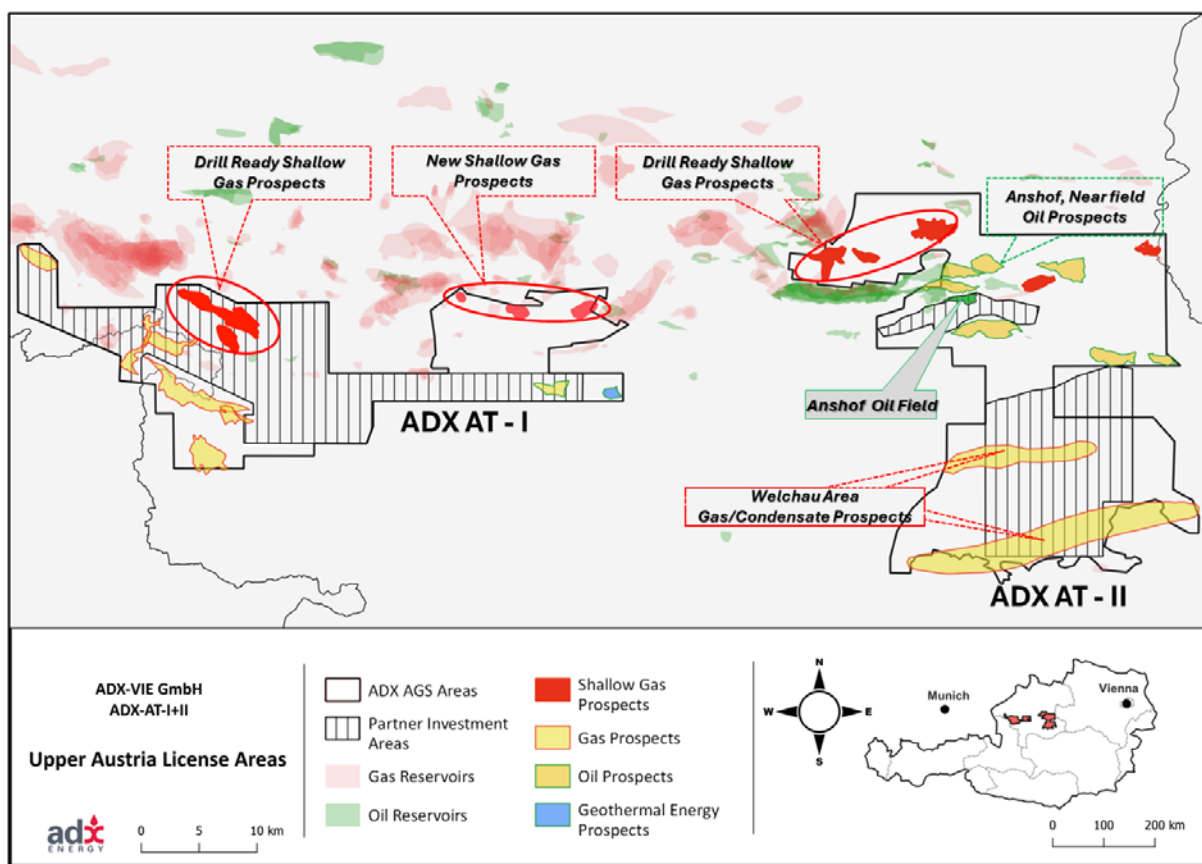 Drill Ready Shallow
Gas Prospects
New Shallow Gas
Prospects
Drill Ready Shallow
Gas Prospects
Anshof, Near field
Oil Prospects
ADX AT - I
Anshof Oil Field
Welchau Area
Gas/Condensate Prospects
ADX AT - II
ADX-VIE GmbH
ADX-AT-I+II
Upper Austria License Areas
adx
ENERGY
0 5 10 km
ADX AGS Areas
Partner Investment
Areas
Gas Reservoirs
Oil Reservoirs
Shallow Gas
Prospects
Gas Prospects
Oil Prospects
Geothermal Energy
Prospects
N
W E
S
Munich
Vienna
0 100 200 km